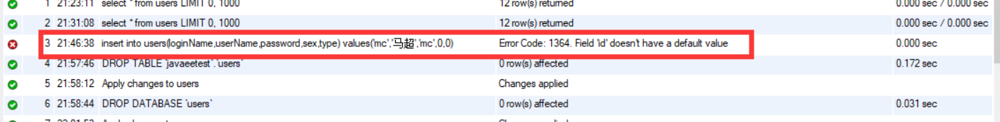 1 21:23:11 select * from users LIMIT 0, 1000 12 row(s) returned 0.000 sec / 0.000 sec
2 21:31:08 select * from users LIMIT 0, 1000 12 row(s) returned 0.000 sec / 0.000 sec
3 21:46:38 insert into users(loginName,userName,password,sex,type) values('mc','马超','mc',0,0) Error Code: 1364. Field 'id' doesn't have a default value 0.000 sec
4 21:57:46 DROP TABLE `javaeetest`.`users` 0 row(s) affected 0.172 sec
5 21:58:12 Apply changes to users Changes applied
6 21:58:44 DROP DATABASE `users` 0 row(s) affected 0.031 sec